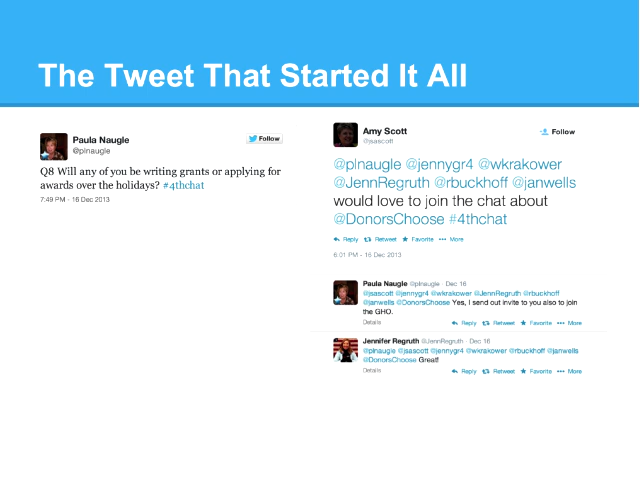 The Tweet That Started It All
Paula Naugle
@plnaugle
Follow
Q8 Will any of you be writing grants or applying for
awards over the holidays? #4thchat
7:49 PM - 16 Dec 2013
Amy Scott
@jsascott
Follow
@plnaugle @jennygr4 @wkrakower
@JennRegruth @rbuckhoff @janwells
would love to join the chat about
@DonorsChoose #4thchat
Reply Retweet Favorite More
6:01 PM - 16 Dec 2013
Paula Naugle @plnaugle · Dec 16
@jsascott @jennygr4 @wkrakower @JennRegruth @rbuckhoff
@janwells @DonorsChoose Yes, I send out invite to you also to join
the GHO.
Details Reply Retweet Favorite More
Jennifer Regruth @JennRegruth · Dec 16
@plnaugle @jsascott @jennygr4 @wkrakower @rbuckhoff @janwells
@DonorsChoose Great!
Details Reply Retweet Favorite More